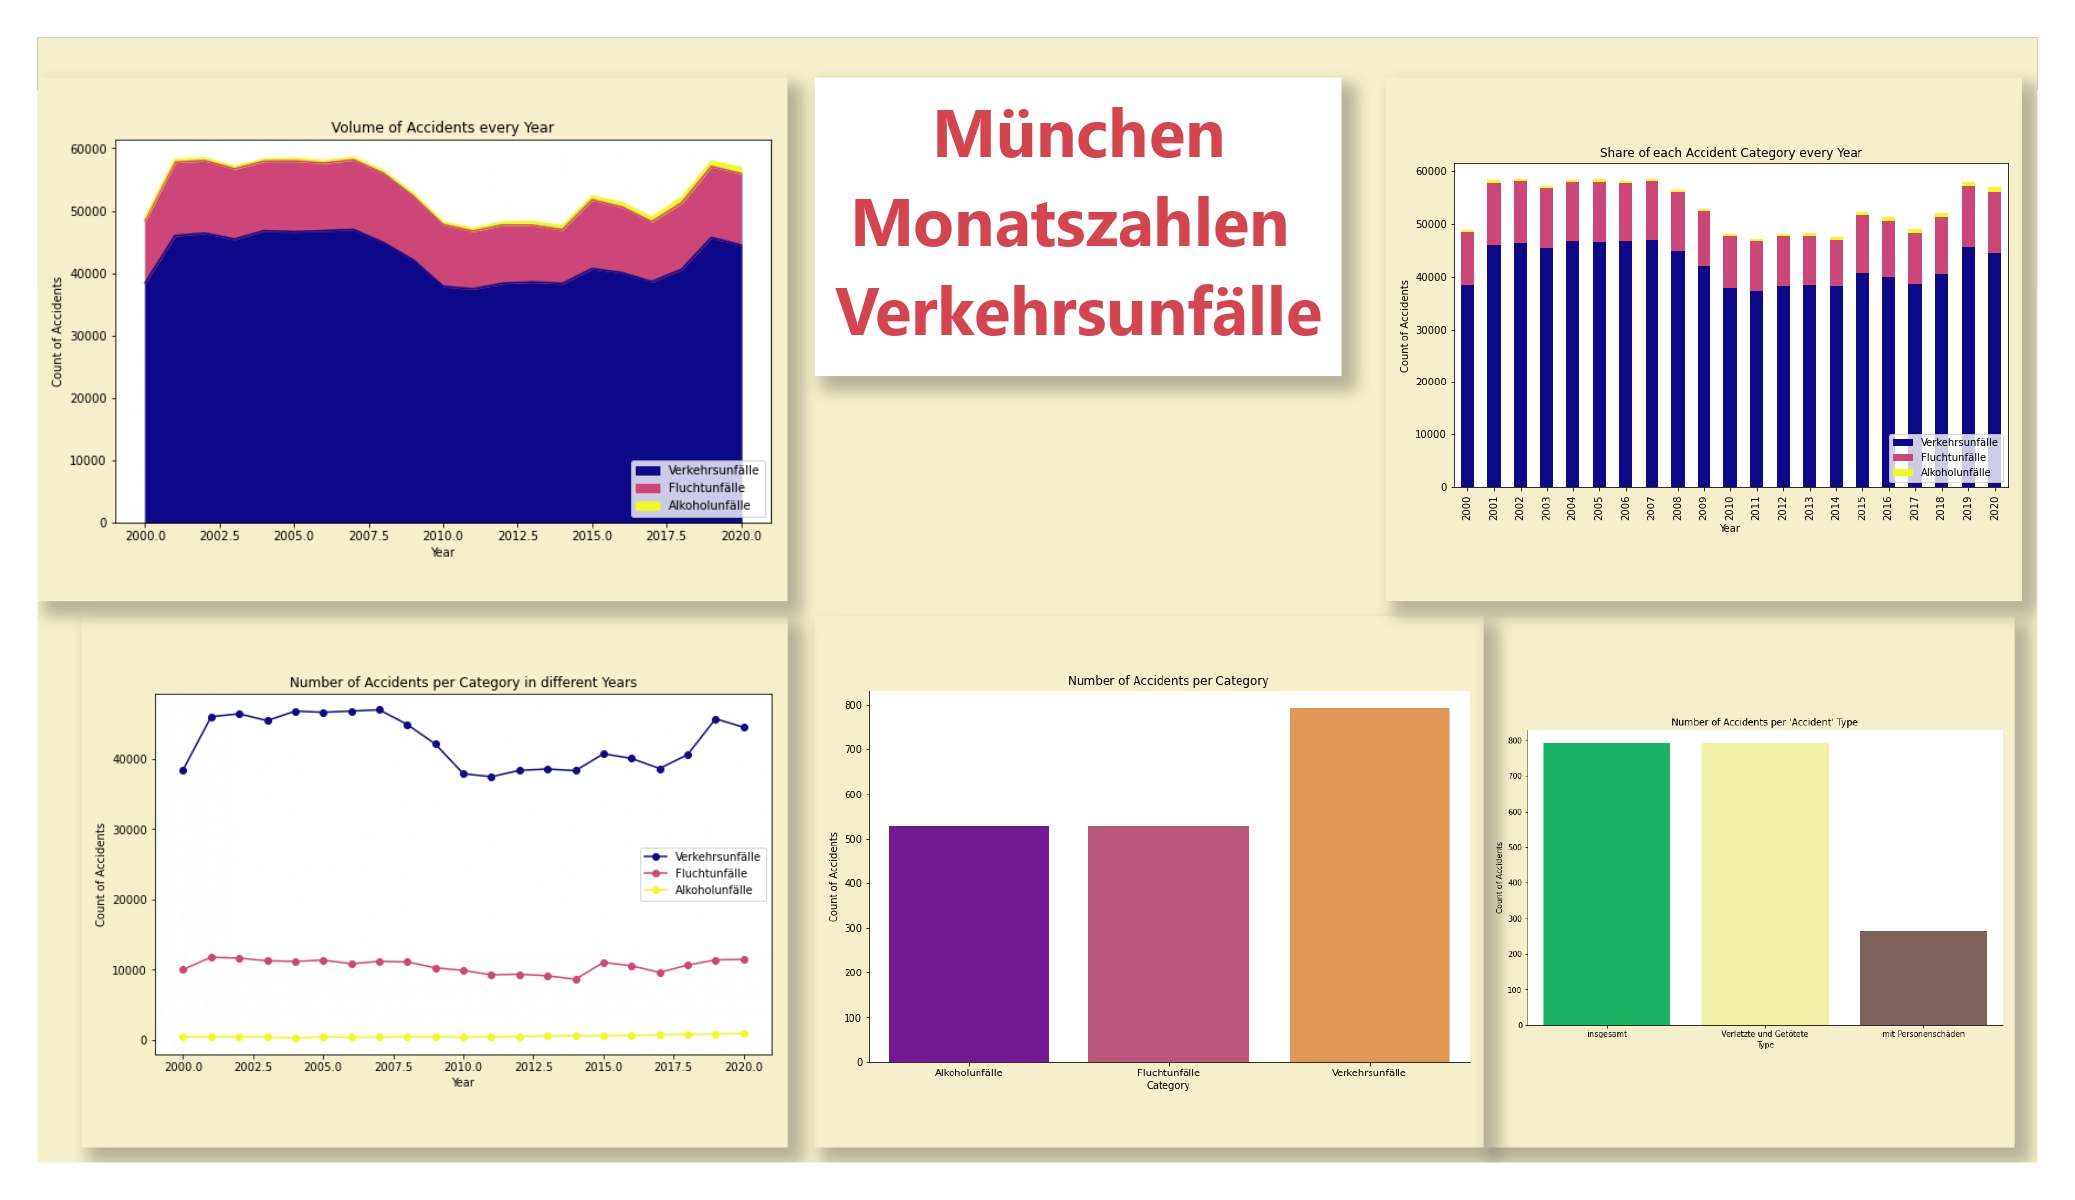 Volume of Accidents every Year
60000
50000
40000
30000
20000
10000
0
Count of Accidents
Verkehrsunfälle
Fluchtunfälle
Alkoholunfälle
2000.0 2002.5 2005.0 2007.5 2010.0 2012.5 2015.0 2017.5 2020.0
Year
München
Monatszahlen
Verkehrsunfälle
Share of each Accident Category every Year
60000
50000
40000
30000
20000
10000
0
Count of Accidents
Verkehrsunfälle
Fluchtunfälle
Alkoholunfälle
2000 2001 2002 2003 2004 2005 2006 2007 2008 2009 2010 2011 2012 2013 2014 2015 2016 2017 2018 2019 2020
Year
Number of Accidents per Category in different Years
40000
30000
20000
10000
0
Count of Accidents
Verkehrsunfälle
Fluchtunfälle
Alkoholunfälle
2000.0 2002.5 2005.0 2007.5 2010.0 2012.5 2015.0 2017.5 2020.0
Year
Number of Accidents per Category
800
700
600
500
400
300
200
100
0
Count of Accidents
Alkoholunfälle Fluchtunfälle Verkehrsunfälle
Category
Number of Accidents per 'Accident' Type
800
700
600
500
400
300
200
100
0
Count of Accidents
insgesamt Verletzte und Getötete mit Personenschäden
Type